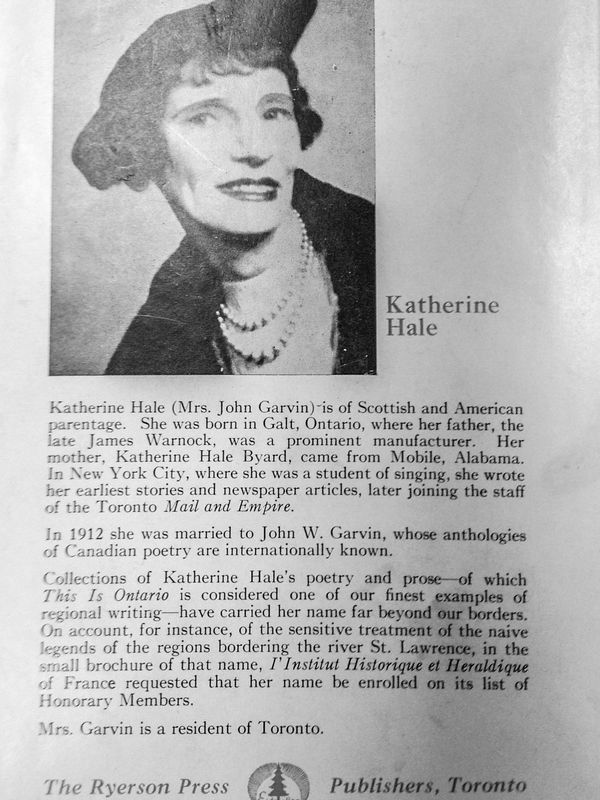 Katherine
Hale
Katherine Hale (Mrs. John Garvin)-is of Scottish and American
parentage. She was born in Galt, Ontario, where her father, the
late James Warnock, was a prominent manufacturer. Her
mother, Katherine Hale Byard, came from Mobile, Alabama.
In New York City, where she was a student of singing, she wrote
her earliest stories and newspaper articles, later joining the staff
of the Toronto Mail and Empire.
In 1912 she was married to John W. Garvin, whose anthologies
of Canadian poetry are internationally known.
Collections of Katherine Hale's poetry and prose—of which
This Is Ontario is considered one of our finest examples of
regional writing—have carried her name far beyond our borders.
On account, for instance, of the sensitive treatment of the naive
legends of the regions bordering the river St. Lawrence, in the
small brochure of that name, I'Institut Historique et Heraldique
of France requested that her name be enrolled on its list of
Honorary Members.
Mrs. Garvin is a resident of Toronto.
The Ryerson Press Publishers, Toronto